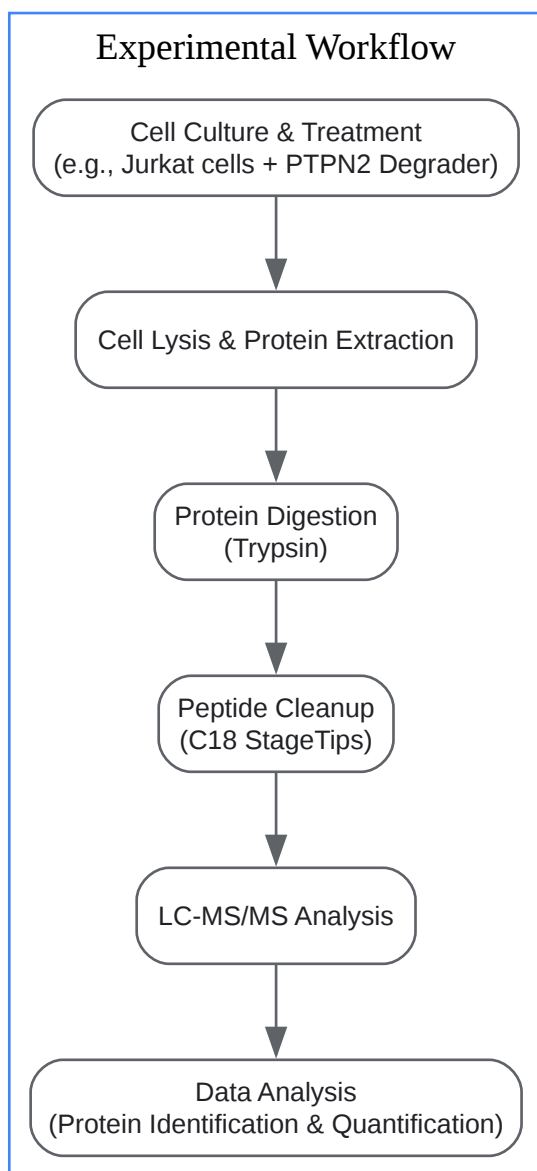 Experimental Workflow
Cell Culture & Treatment
(e.g., Jurkat cells + PTPN2 Degrader)
Cell Lysis & Protein Extraction
Protein Digestion
(Trypsin)
Peptide Cleanup
(C18 StageTips)
LC-MS/MS Analysis
Data Analysis
(Protein Identification & Quantification)